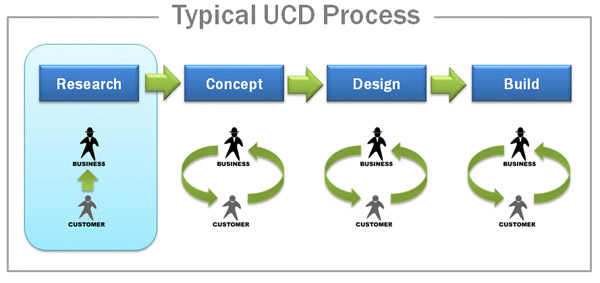 Typical UCD Process
Research
Concept
Design
Build
BUSINESS
BUSINESS
BUSINESS
BUSINESS
CUSTOMER
CUSTOMER
CUSTOMER
CUSTOMER